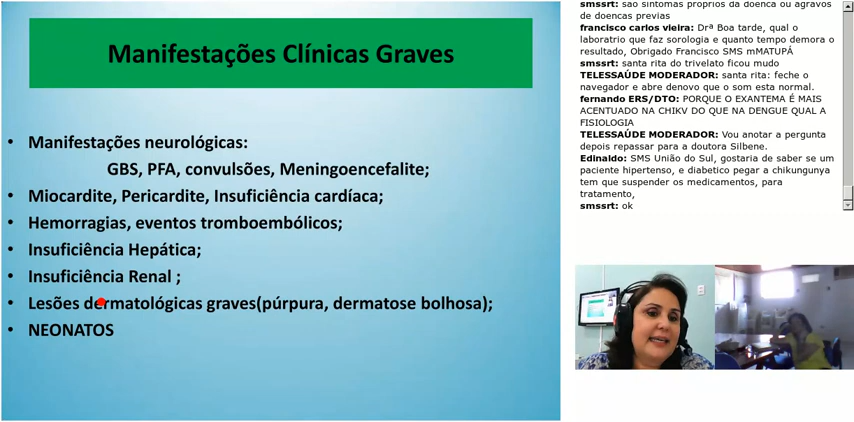 Manifestações Clínicas Graves
• Manifestações neurológicas:
GBS, PFA, convulsões, Meningoencefalite;
• Miocardite, Pericardite, Insuficiência cardíaca;
• Hemorragias, eventos tromboembólicos;
• Insuficiência Hepática;
• Insuficiência Renal ;
• Lesões dermatológicas graves(púrpura, dermatose bolhosa);
• NEONATOS
smssrt: sao sintomas proprios da doenca ou agravos
de doencas previas
francisco carlos vieira: Drª Boa tarde, qual o
laboratrio que faz sorologia e quanto tempo demora o
resultado, Obrigado Francisco SMS mMATUPÁ
smssrt: santa rita do trivelato ficou mudo
TELESSAÚDE MODERADOR: santa rita: feche o
navegador e abre denovo que o som esta normal.
fernando ERS/DTO: PORQUE O EXANTEMA É MAIS
ACENTUADO NA CHIKV DO QUE NA DENGUE QUAL A
FISIOLOGIA
TELESSAÚDE MODERADOR: Vou anotar a pergunta
depois repassar para a doutora Silbene.
Edinaldo: SMS União do Sul, gostaria de saber se um
paciente hipertenso, e diabetico pegar a chikungunya
tem que suspender os medicamentos, para
tratamento,
smssrt: ok